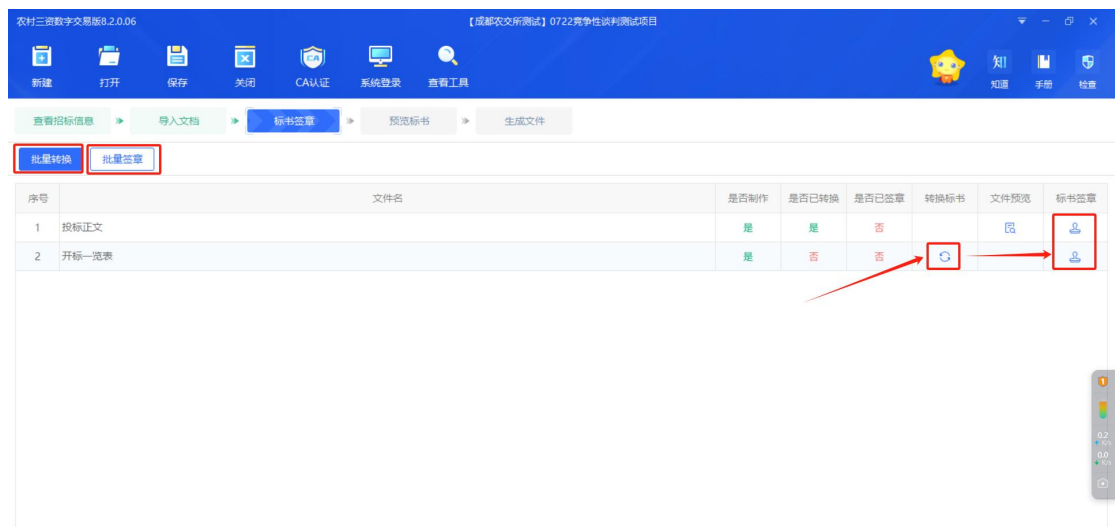 农村三资数字交易版8.2.0.06 【成都农交所测试】0722竞争性谈判测试项目
新建 打开 保存 关闭 CA认证 系统登录 查看工具 知道 手册 检查
查看招标信息 导入文档 标书签章 预览标书 生成文件
批量转换 批量签章
序号 文件名 是否制作 是否已转换 是否已签章 转换标书 文件预览 标书签章
1 投标正文 是 是 否
2 开标一览表 是 否 否
1
0.2
K/s
0.0
K/s